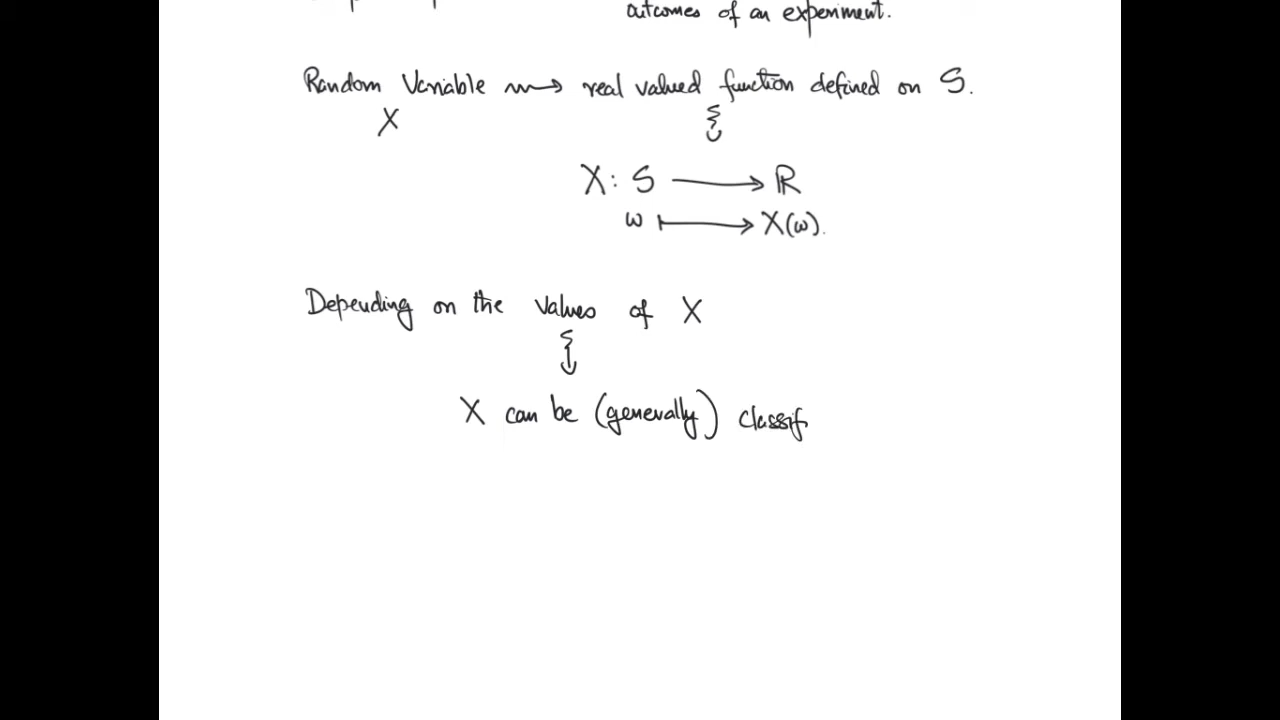 outcomes of an experiment.
Random Variable ⟿ real valued function defined on S.
X
X: S ⟶ ℝ
ω ⟼ X(ω).
Depending on the values of X
X can be (generally) classif